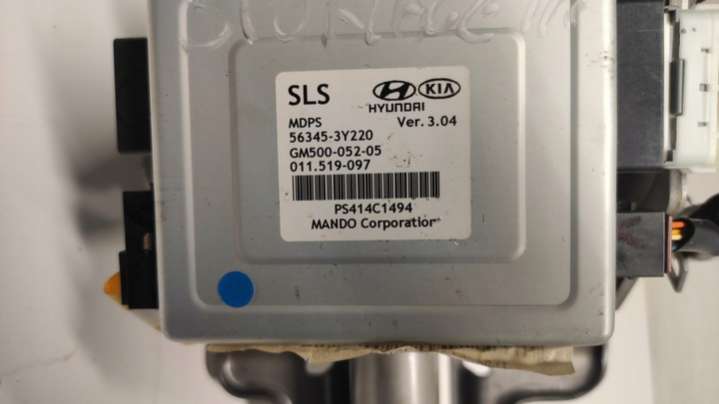 SLS
HYUNDAI
KIA
MDPS Ver. 3.04
56345-3Y220
GM500-052-05
011.519-097
PS414C1494
MANDO Corporation